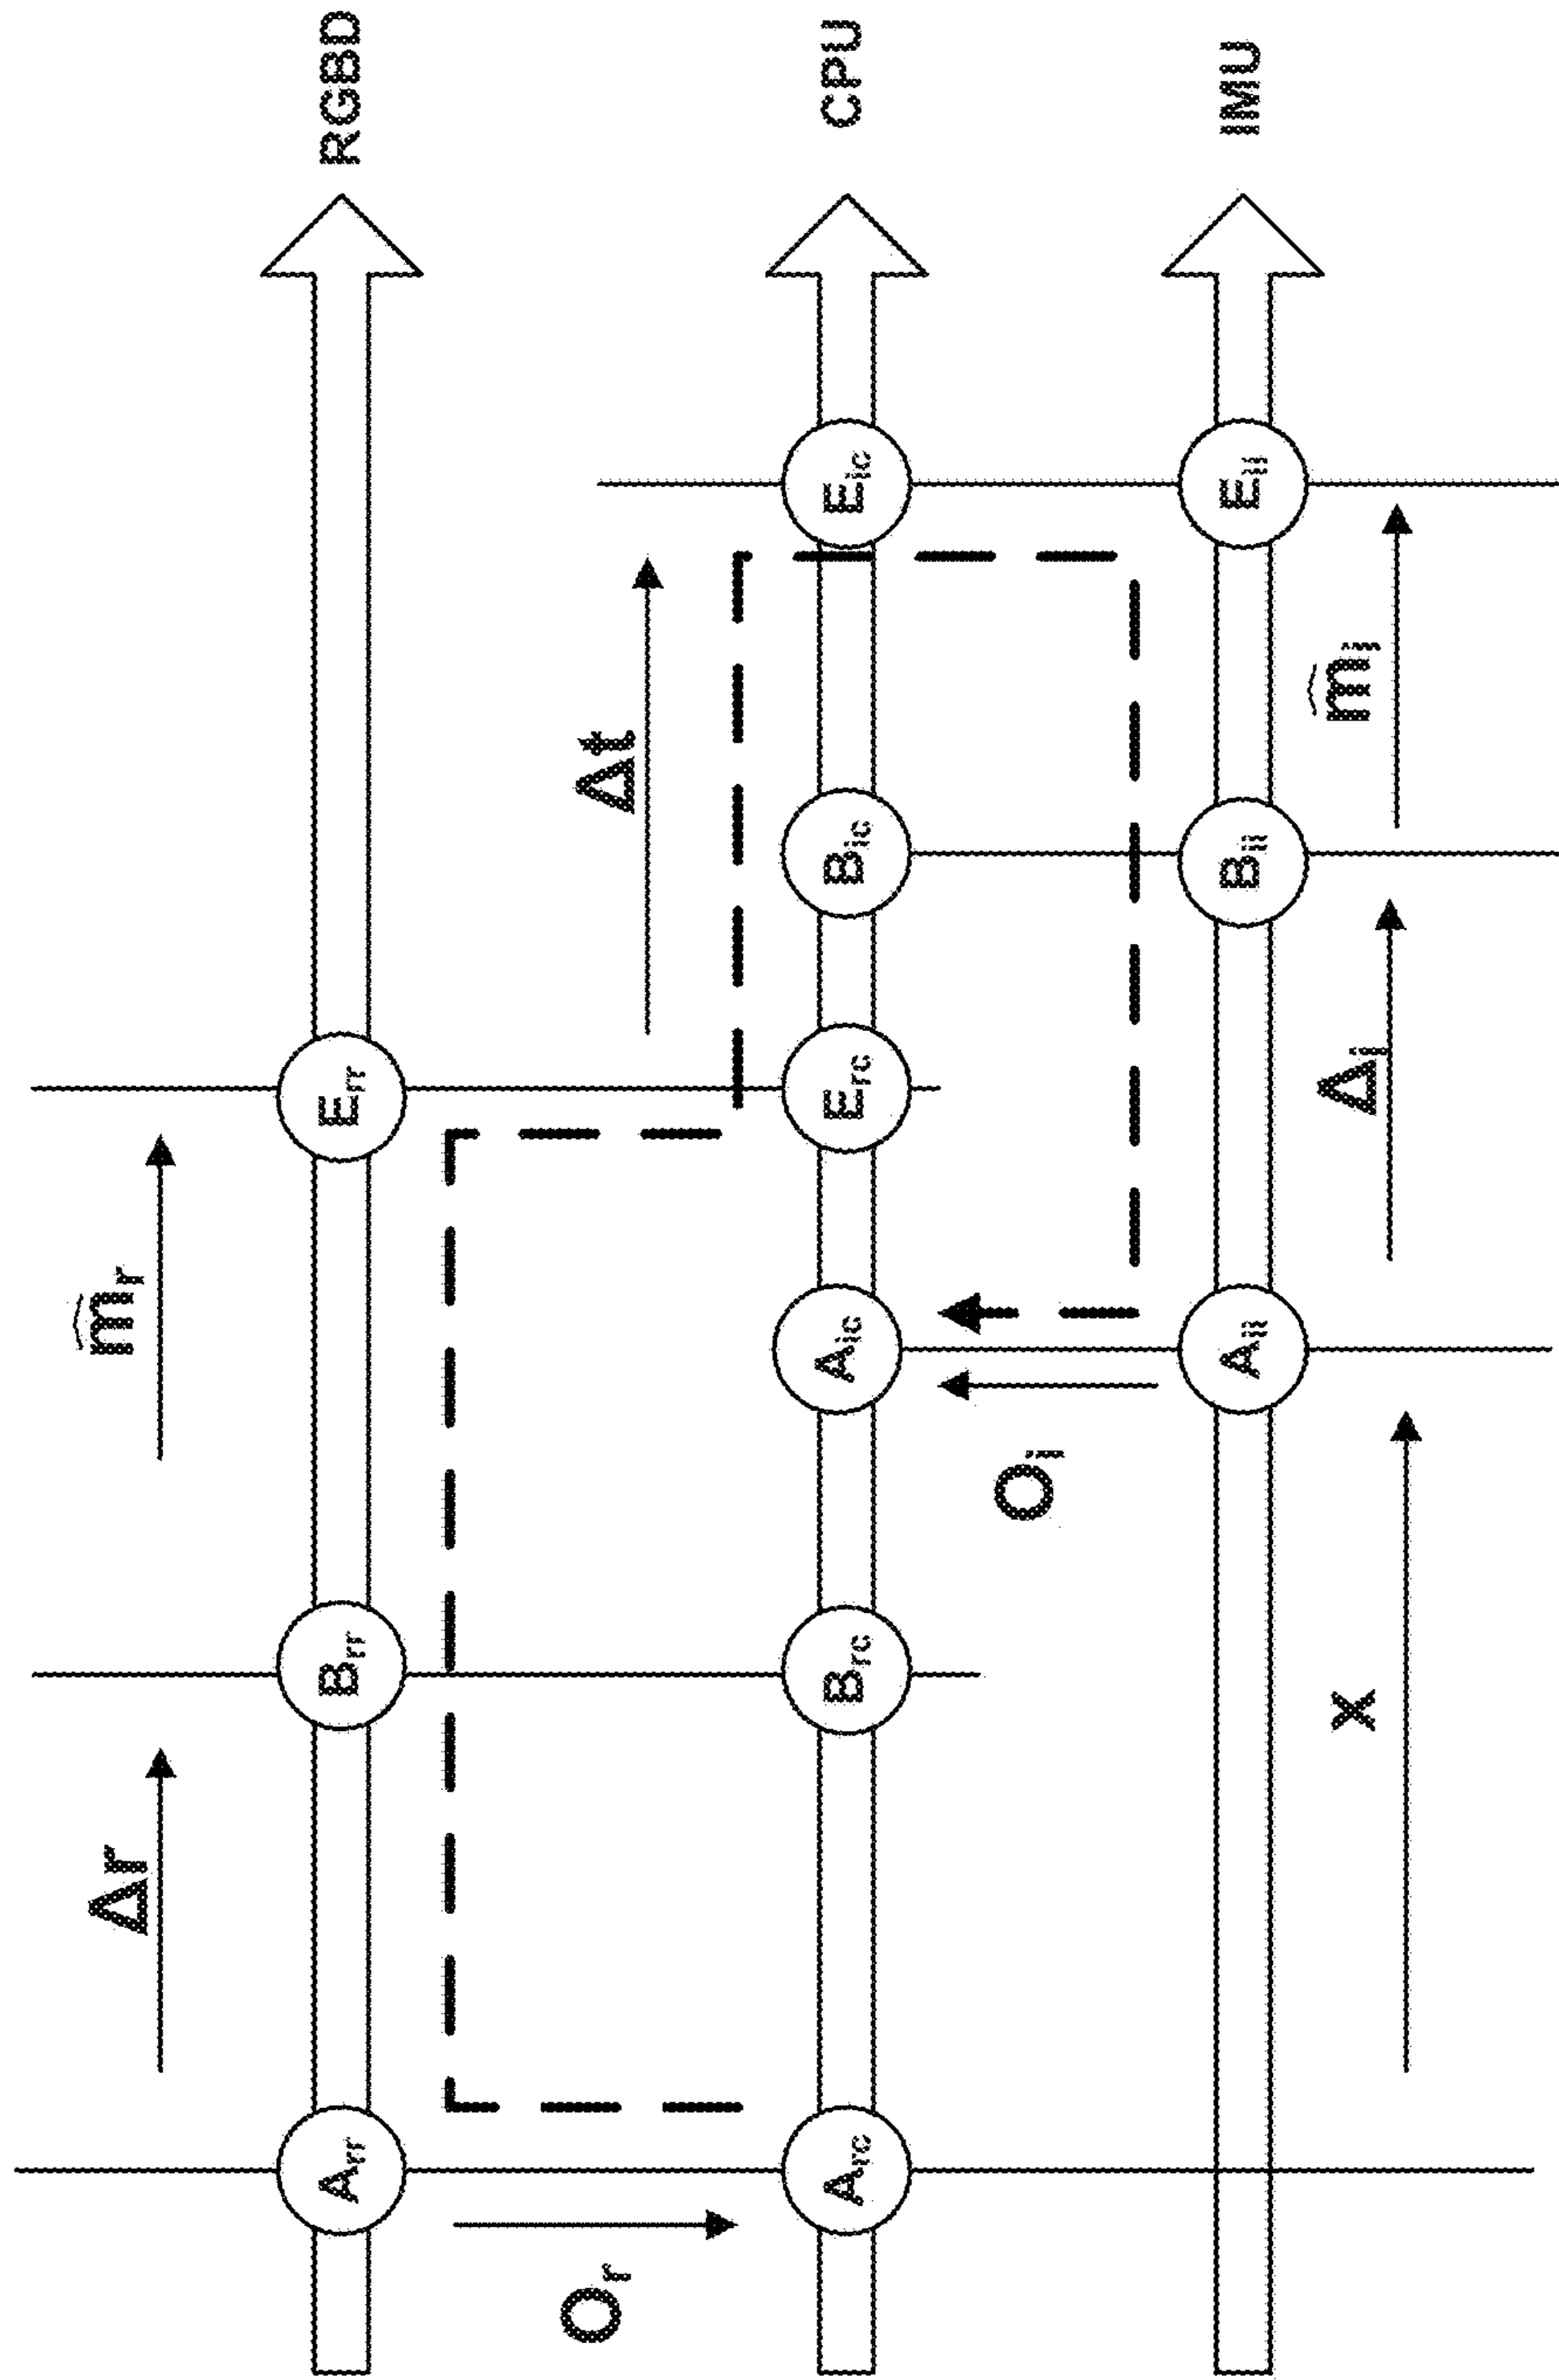 Δr
m̂r
Arr
Brr
Err
RGBD
Or
Δt
Arc
Brc
Aic
Erc
Bic
Eic
CPU
Oi
Aii
Bii
Eii
IMU
x
Δi
m̂i